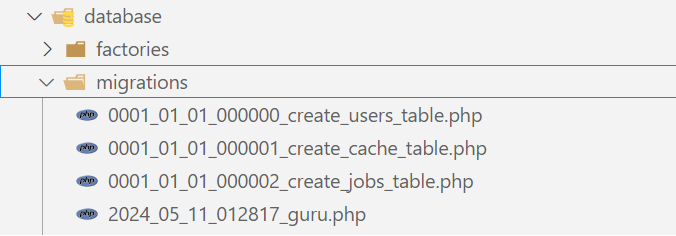 database
factories
migrations
php 0001_01_01_000000_create_users_table.php
php 0001_01_01_000001_create_cache_table.php
php 0001_01_01_000002_create_jobs_table.php
php 2024_05_11_012817_guru.php